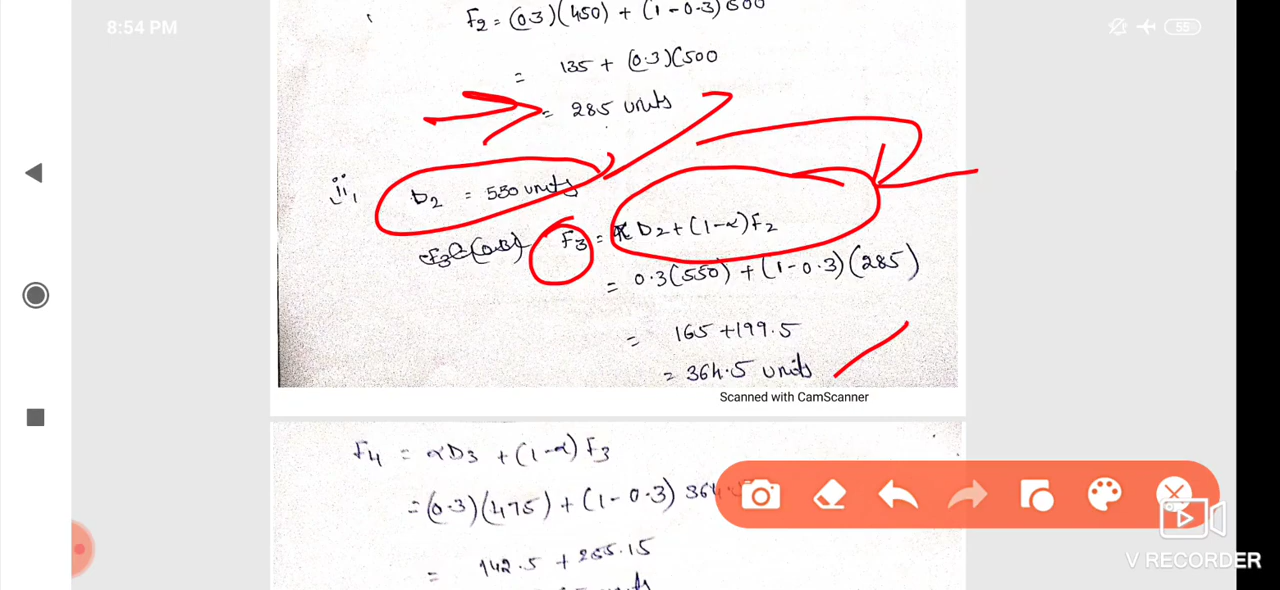 8:54 PM
55
F2 = (0.3)(450) + (1-0.3)500
= 135 + (0.3)(500
= 285 units
iii, D2 = 550 units
F3 = αD2 + (1-α)F2
= 0.3(550) + (1-0.3)(285)
= 165 + 199.5
= 364.5 units
Scanned with CamScanner
F4 = αD3 + (1-α) F3
= (0.3)(475) + (1-0.3) 364
= 142.5 + 255.15
V RECORDER